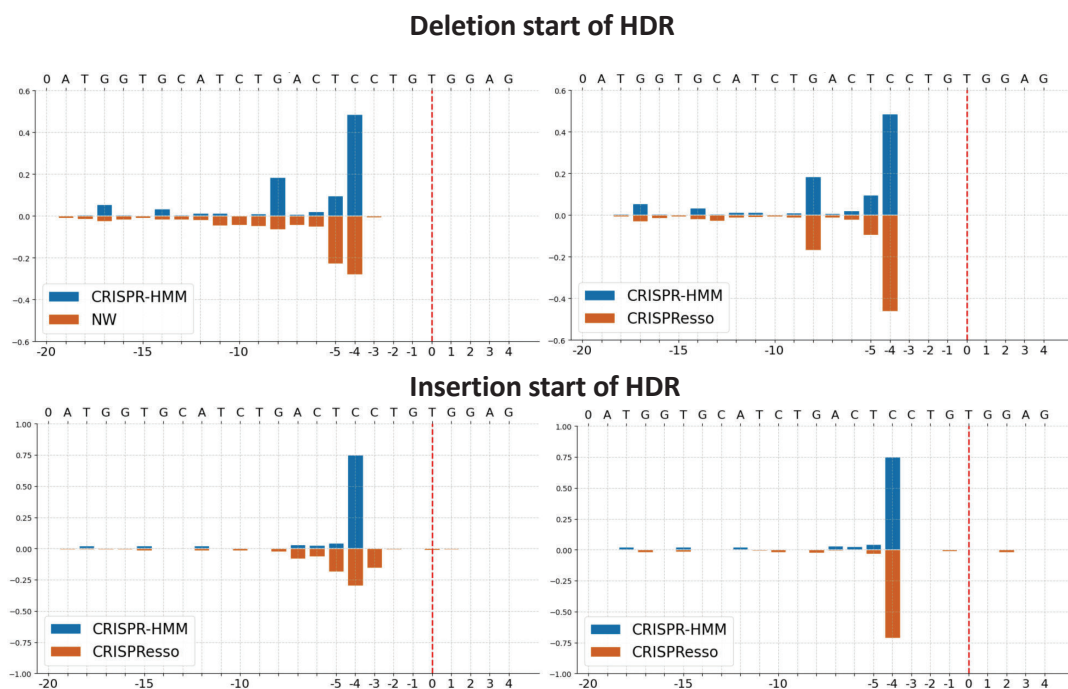 Deletion start of HDR
0 A T G G T G C A T C T G A C T C C T G T G G A G
0.6
0.4
0.2
0.0
−0.2
−0.4
−0.6
CRISPR-HMM
NW
-20 -15 -10 -5 -4 -3 -2 -1 0 1 2 3 4
0 A T G G T G C A T C T G A C T C C T G T G G A G
0.6
0.4
0.2
0.0
−0.2
−0.4
−0.6
CRISPR-HMM
CRISPResso
-20 -15 -10 -5 -4 -3 -2 -1 0 1 2 3 4
Insertion start of HDR
0 A T G G T G C A T C T G A C T C C T G T G G A G
1.00
0.75
0.50
0.25
0.00
−0.25
−0.50
−0.75
−1.00
CRISPR-HMM
CRISPResso
-20 -15 -10 -5 -4 -3 -2 -1 0 1 2 3 4
0 A T G G T G C A T C T G A C T C C T G T G G A G
1.00
0.75
0.50
0.25
0.00
−0.25
−0.50
−0.75
−1.00
CRISPR-HMM
CRISPResso
-20 -15 -10 -5 -4 -3 -2 -1 0 1 2 3 4